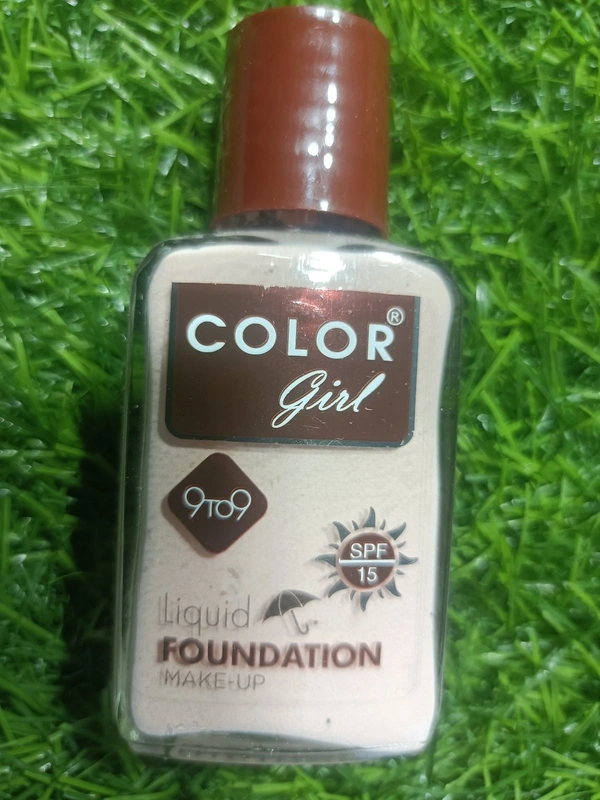 COLOR®
Girl
9TO9
SPF
15
Liquid
FOUNDATION
MAKE-UP